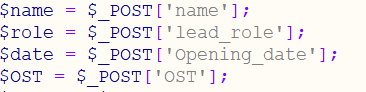 $name = $_POST['name'];
$role = $_POST['lead_role'];
$date = $_POST['Opening_date'];
$OST = $_POST['OST'];